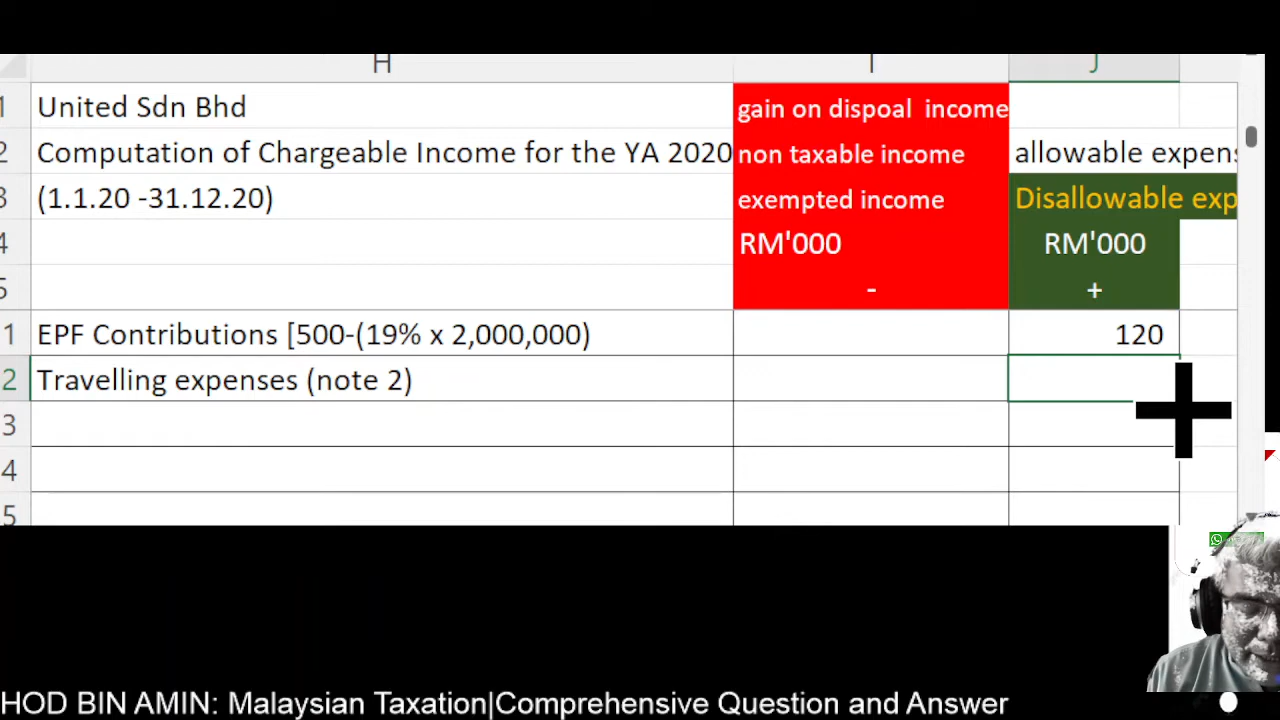 H I J
1 United Sdn Bhd gain on dispoal income
2 Computation of Chargeable Income for the YA 2020 non taxable income allowable expens
3 (1.1.20 -31.12.20) exempted income Disallowable exp
4 RM'000 RM'000
5 - +
1 EPF Contributions [500-(19% x 2,000,000) 120
2 Travelling expenses (note 2)
3
4
5
HOD BIN AMIN: Malaysian Taxation|Comprehensive Question and Answer